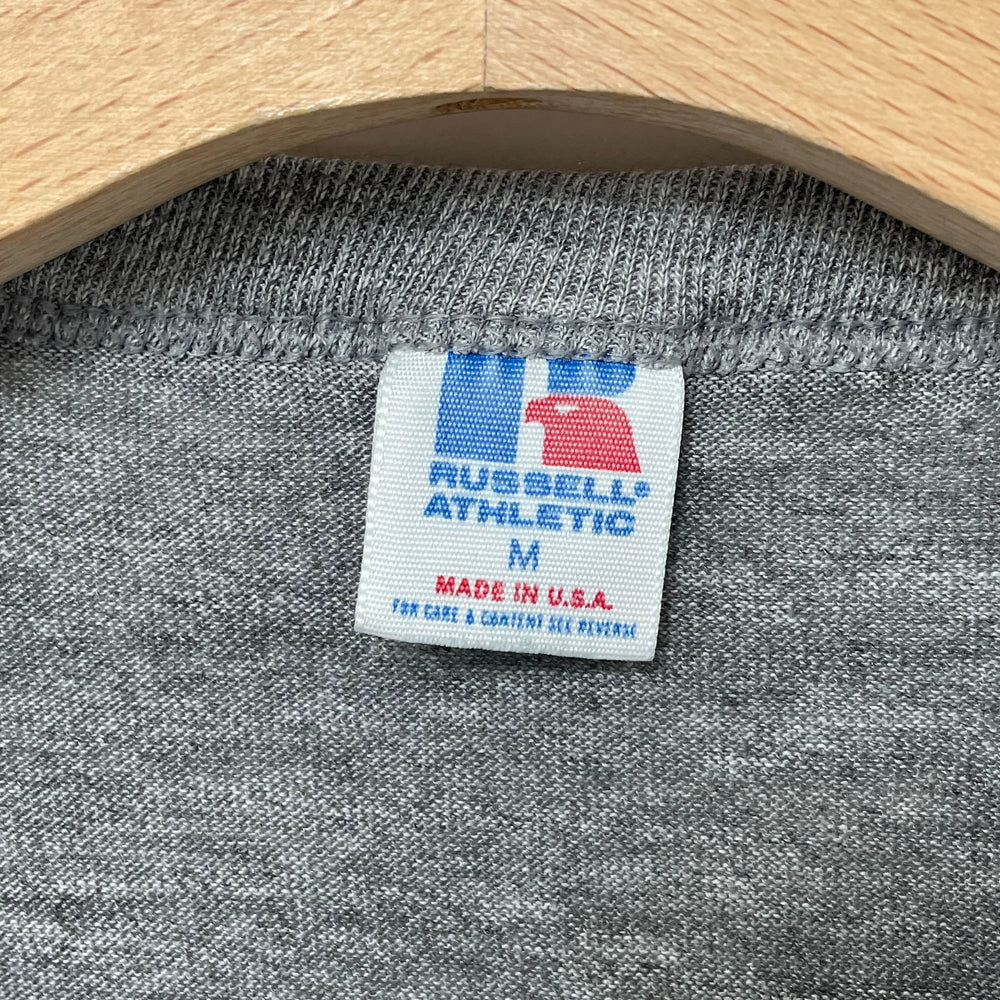 R
RUSSELL®
ATHLETIC
M
MADE IN U.S.A.
FOR CARE & CONTENT SEE REVERSE